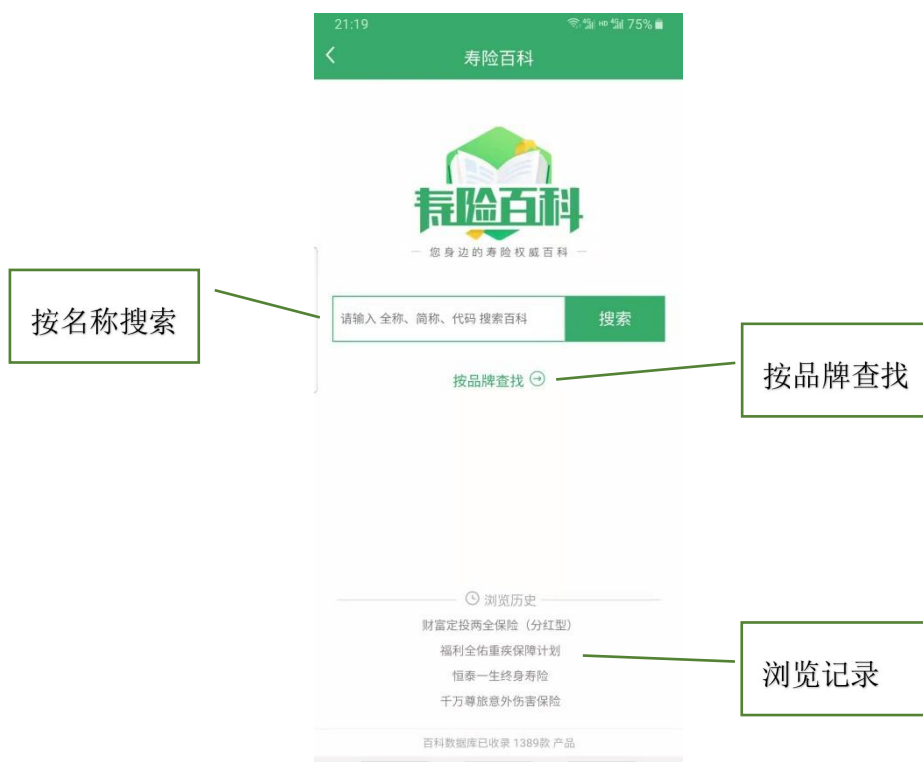 21:19
75%
寿险百科
寿险百科
您身边的寿险权威百科
按名称搜索
请输入 全称、简称、代码 搜索百科
搜索
按品牌查找
按品牌查找
浏览历史
财富定投两全保险（分红型）
福利全佑重疾保障计划
恒泰一生终身寿险
千万尊旅意外伤害保险
浏览记录
百科数据库已收录 1389款 产品